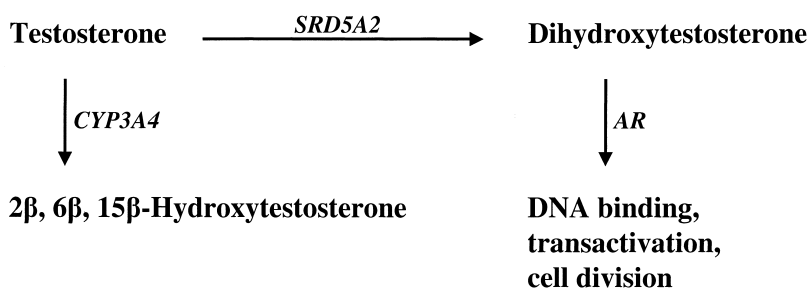 Testosterone
SRD5A2
Dihydroxytestosterone
CYP3A4
AR
2β, 6β, 15β-Hydroxytestosterone
DNA binding,
transactivation,
cell division